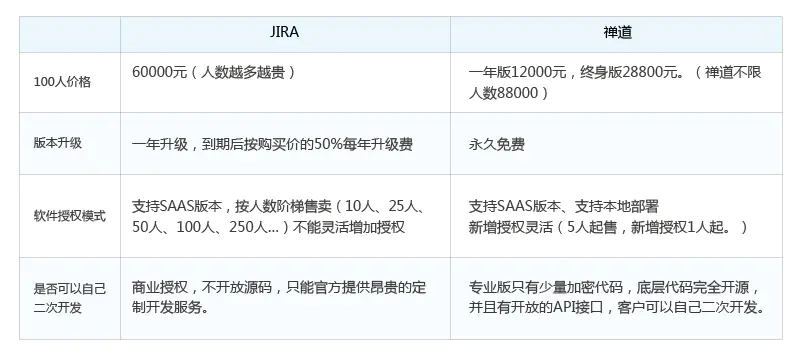 JIRA
禅道
100人价格
60000元（人数越多越贵）
一年版12000元，终身版28800元。（禅道不限
人数88000）
版本升级
一年升级，到期后按购买价的50%每年升级费
永久免费
软件授权模式
支持SAAS版本，按人数阶梯售卖（10人、25人、
50人、100人、250人...）不能灵活增加授权
支持SAAS版本、支持本地部署
新增授权灵活（5人起售，新增授权1人起。）
是否可以自己
二次开发
商业授权，不开放源码，只能官方提供昂贵的定
制开发服务。
专业版只有少量加密代码，底层代码完全开源，
并且有开放的API接口，客户可以自己二次开发。